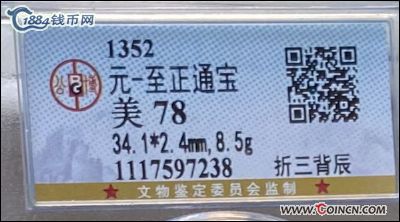 1884钱币网
1352
公博
元-至正通宝
美 78
34.1*2.4mm,8.5g
1117597238
折三背辰
★ 文物鉴定委员会监制 ★
www.COINCN.com